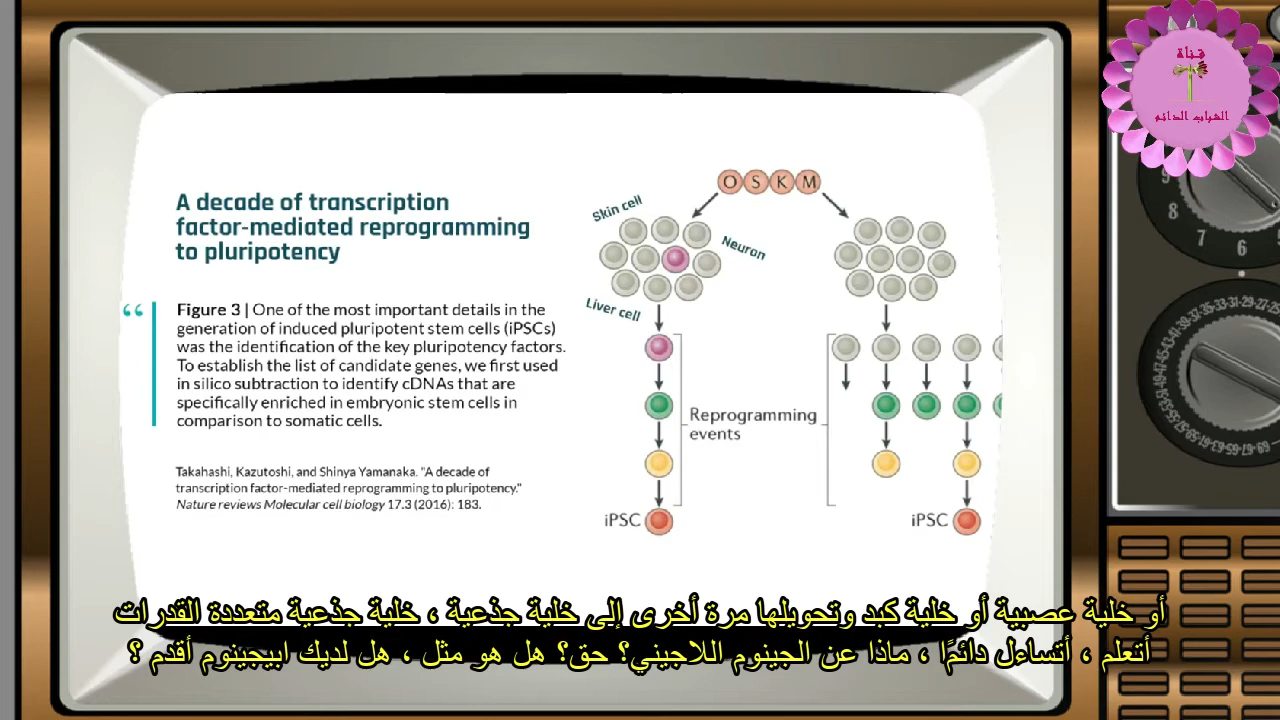 قناة
الشباب الدائم
A decade of transcription
factor-mediated reprogramming
to pluripotency
“ Figure 3 | One of the most important details in the
generation of induced pluripotent stem cells (iPSCs)
was the identification of the key pluripotency factors.
To establish the list of candidate genes, we first used
in silico subtraction to identify cDNAs that are
specifically enriched in embryonic stem cells in
comparison to somatic cells.
Takahashi, Kazutoshi, and Shinya Yamanaka. "A decade of
transcription factor-mediated reprogramming to pluripotency."
Nature reviews Molecular cell biology 17.3 (2016): 183.
O S K M
Skin cell
Neuron
Liver cell
Reprogramming
events
iPSC
iPSC
8
7
6
أو خلية عصبية أو خلية كبد وتحويلها مرة أخرى إلى خلية جذعية ، خلية جذعية متعددة القدرات
أتعلم ، أتساءل دائمًا ، ماذا عن الجينوم اللاجيني؟ حق؟ هل هو مثل ، هل لديك ابيجينوم أقدم ؟